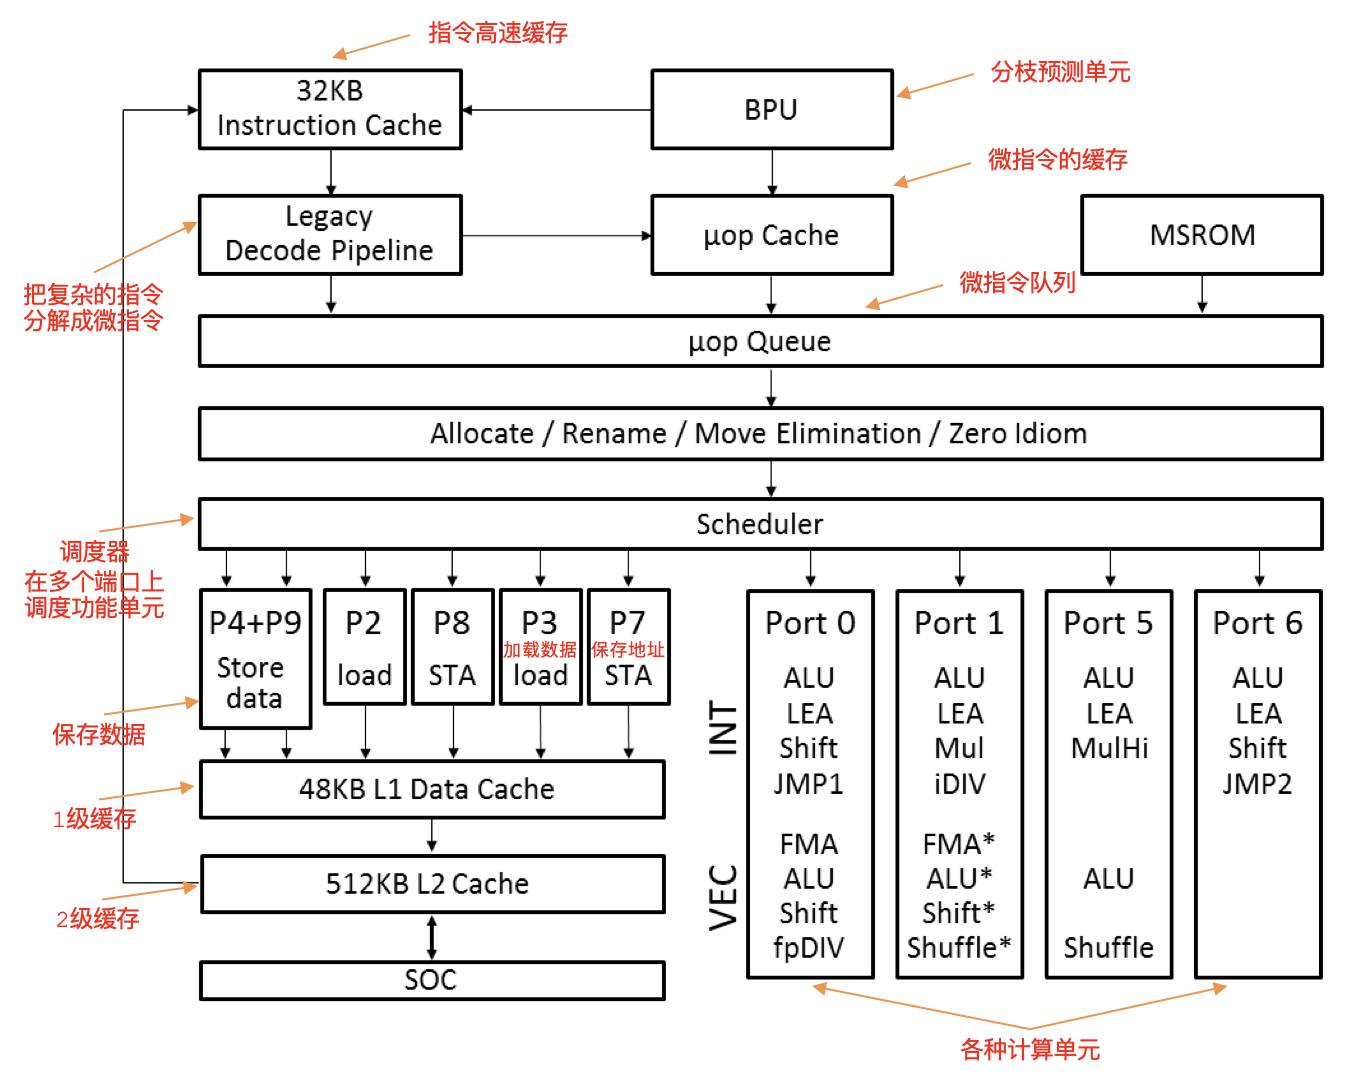 指令高速缓存
32KB
Instruction Cache
BPU
分枝预测单元
微指令的缓存
Legacy
Decode Pipeline
μop Cache
MSROM
把复杂的指令
分解成微指令
微指令队列
μop Queue
Allocate / Rename / Move Elimination / Zero Idiom
Scheduler
调度器
在多个端口上
调度功能单元
P4+P9
Store
data
P2
load
P8
STA
P3
加载数据
load
P7
保存地址
STA
保存数据
48KB L1 Data Cache
1级缓存
512KB L2 Cache
2级缓存
SOC
INT
VEC
Port 0
ALU
LEA
Shift
JMP1
FMA
ALU
Shift
fpDIV
Port 1
ALU
LEA
Mul
iDIV
FMA*
ALU*
Shift*
Shuffle*
Port 5
ALU
LEA
MulHi
ALU
Shuffle
Port 6
ALU
LEA
Shift
JMP2
各种计算单元